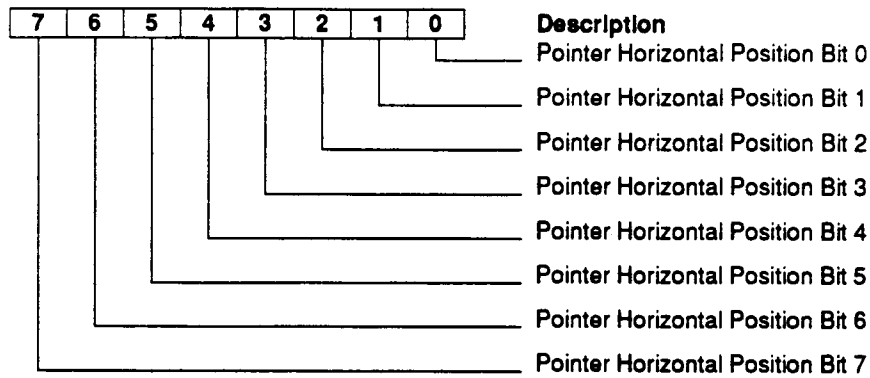 7 6 5 4 3 2 1 0 Description
Pointer Horizontal Position Bit 0
Pointer Horizontal Position Bit 1
Pointer Horizontal Position Bit 2
Pointer Horizontal Position Bit 3
Pointer Horizontal Position Bit 4
Pointer Horizontal Position Bit 5
Pointer Horizontal Position Bit 6
Pointer Horizontal Position Bit 7